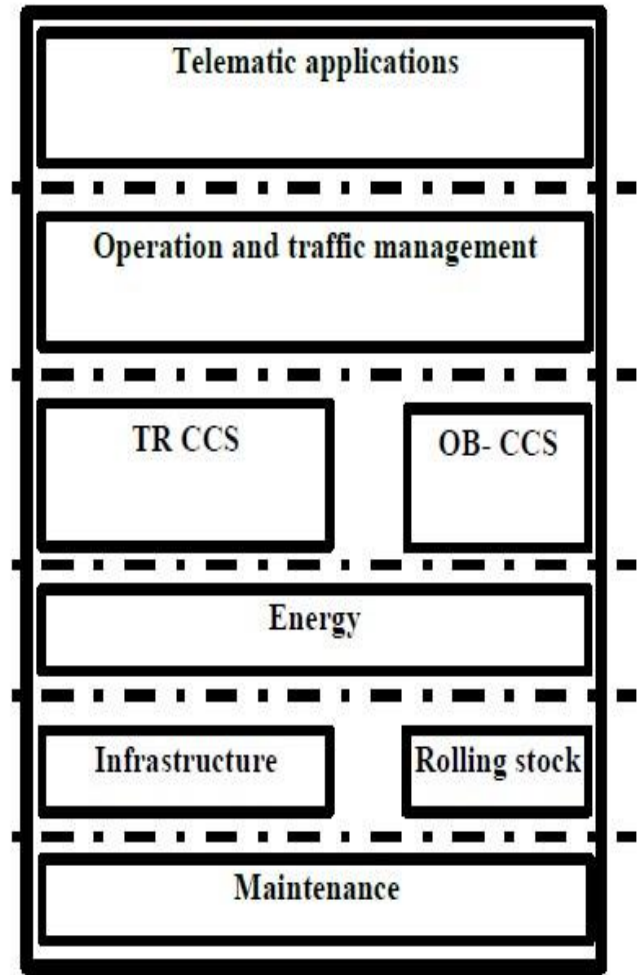 Telematic applications
Operation and traffic management
TR CCS
OB- CCS
Energy
Infrastructure
Rolling stock
Maintenance